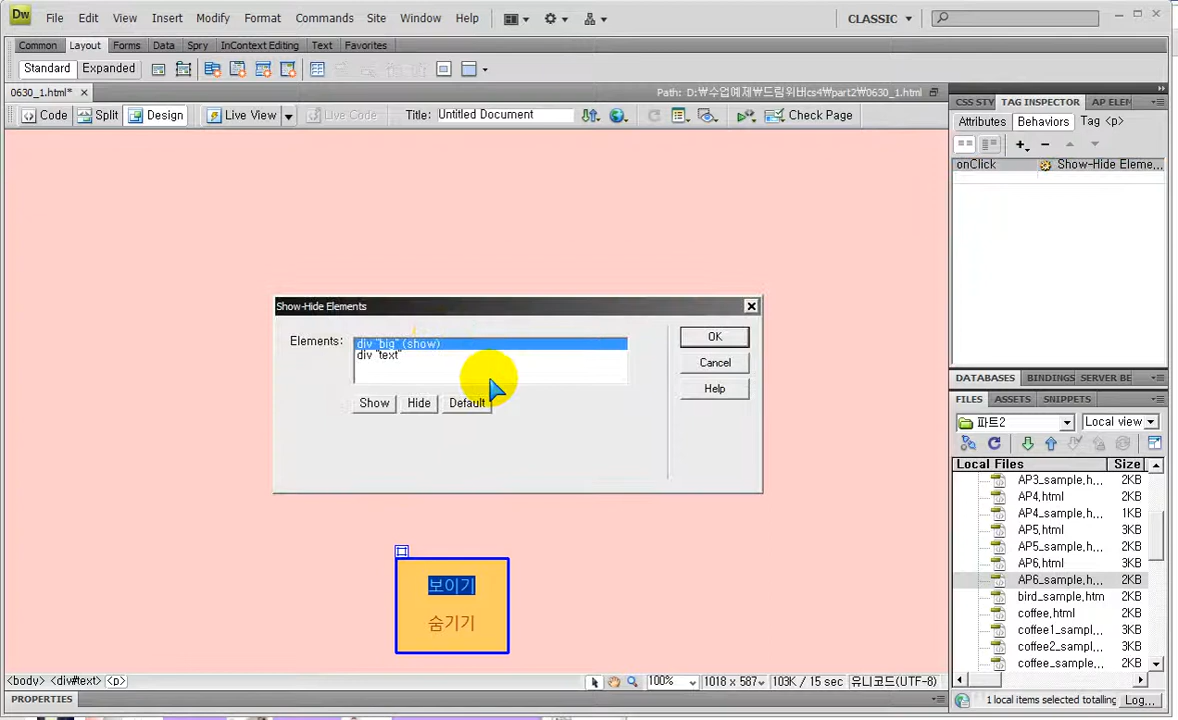 Dw File Edit View Insert Modify Format Commands Site Window Help CLASSIC
Common Layout Forms Data Spry InContext Editing Text Favorites
Standard Expanded
0630_1.html* Path: D:₩수업예제₩드림위버cs4₩part2₩0630_1.html
Code Split Design Live View Live Code Title: Untitled Document Check Page
CSS STY TAG INSPECTOR AP ELEM
Attributes Behaviors Tag <p>
onClick Show-Hide Eleme...
Show-Hide Elements
Elements:
div "big" (show)
div "text"
Show Hide Default
OK
Cancel
Help
보이기
숨기기
<body> <div#text> <p> 100% 1018 x 587 103K / 15 sec 유니코드(UTF-8)
PROPERTIES
DATABASES BINDINGS SERVER BE
FILES ASSETS SNIPPETS
파트2 Local view
Local Files Size
AP3_sample,h... 2KB
AP4,html 2KB
AP4_sample,h... 1KB
AP5,html 3KB
AP5_sample,h... 2KB
AP6,html 3KB
AP6_sample,h... 2KB
bird_sample,htm 2KB
coffee,html 2KB
coffee1_sampl... 3KB
coffee2_sampl... 3KB
coffee_sample,... 2KB
1 local items selected totalling Log...